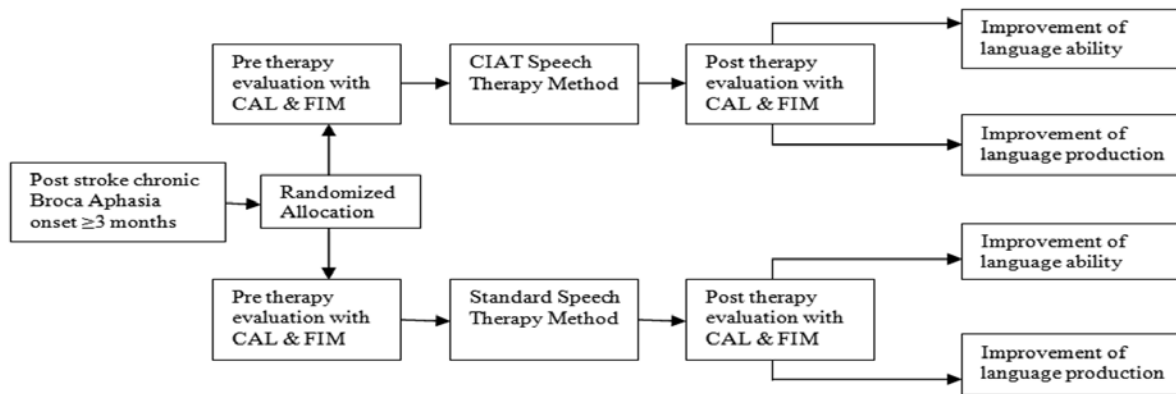 Pre therapy
evaluation with
CAL & FIM
CIAT Speech
Therapy Method
Post therapy
evaluation with
CAL & FIM
Improvement of
language ability
Improvement of
language production
Post stroke chronic
Broca Aphasia
onset ≥3 months
Randomized
Allocation
Pre therapy
evaluation with
CAL & FIM
Standard Speech
Therapy Method
Post therapy
evaluation with
CAL & FIM
Improvement of
language ability
Improvement of
language production